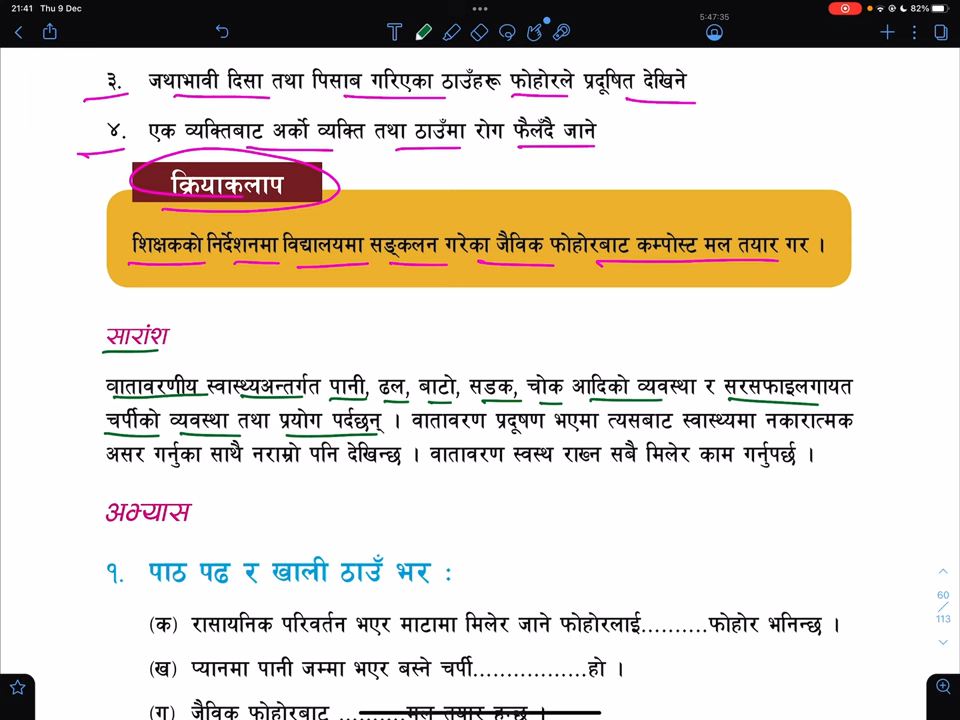 21:41 Thu 9 Dec
5:47:35
82%
३. जथाभावी दिसा तथा पिसाब गरिएका ठाउँहरू फोहोरले प्रदूषित देखिने
४. एक व्यक्तिबाट अर्को व्यक्ति तथा ठाउँमा रोग फैलँदै जाने
क्रियाकलाप
शिक्षकको निर्देशनमा विद्यालयमा सङ्कलन गरेका जैविक फोहोरबाट कम्पोस्ट मल तयार गर ।
सारांश
वातावरणीय स्वास्थ्यअन्तर्गत पानी, ढल, बाटो, सडक, चोक आदिको व्यवस्था र सरसफाइलगायत
चर्पीको व्यवस्था तथा प्रयोग पर्दछन् । वातावरण प्रदूषण भएमा त्यसबाट स्वास्थ्यमा नकारात्मक
असर गर्नुका साथै नराम्रो पनि देखिन्छ । वातावरण स्वस्थ राख्न सबै मिलेर काम गर्नुपर्छ ।
अभ्यास
१. पाठ पढ र खाली ठाउँ भर :
(क) रासायनिक परिवर्तन भएर माटामा मिलेर जाने फोहोरलाई..........फोहोर भनिन्छ ।
(ख) प्यानमा पानी जम्मा भएर बस्ने चर्पी.................हो ।
(ग) जैविक फोहोरबाट ..........मल तयार हुन्छ ।
60
113